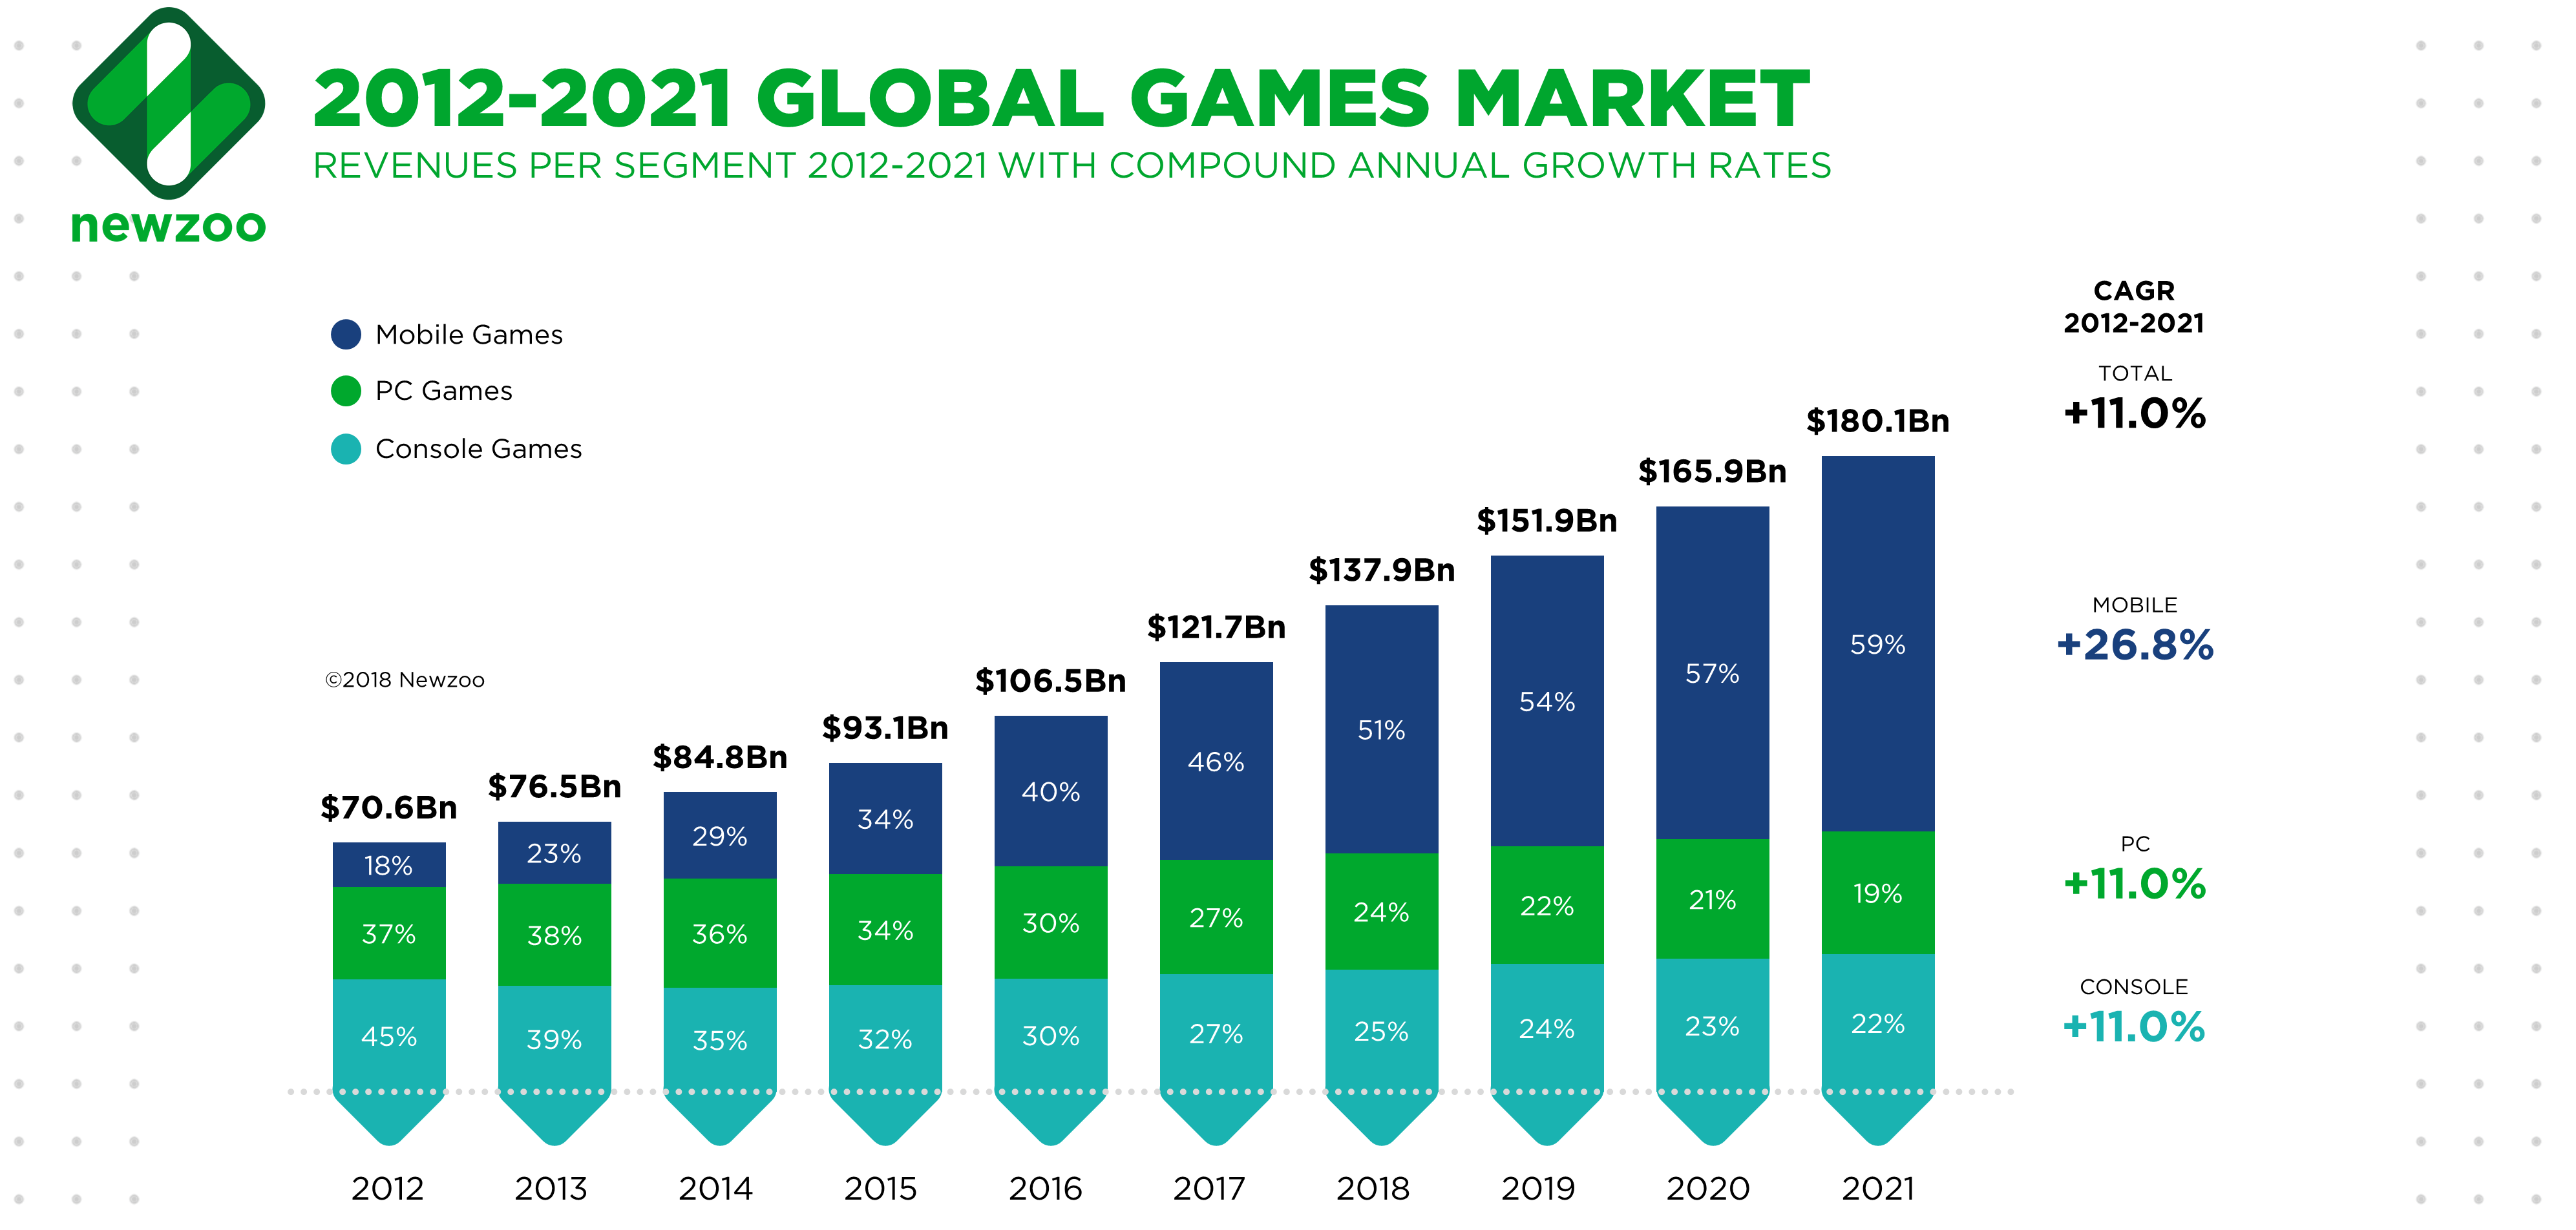 newzoo
2012-2021 GLOBAL GAMES MARKET
REVENUES PER SEGMENT 2012-2021 WITH COMPOUND ANNUAL GROWTH RATES
Mobile Games
PC Games
Console Games
©2018 Newzoo
$70.6Bn
18%
37%
45%
2012
$76.5Bn
23%
38%
39%
2013
$84.8Bn
29%
36%
35%
2014
$93.1Bn
34%
34%
32%
2015
$106.5Bn
40%
30%
30%
2016
$121.7Bn
46%
27%
27%
2017
$137.9Bn
51%
24%
25%
2018
$151.9Bn
54%
22%
24%
2019
$165.9Bn
57%
21%
23%
2020
$180.1Bn
59%
19%
22%
2021
CAGR
2012-2021
TOTAL
+11.0%
MOBILE
+26.8%
PC
+11.0%
CONSOLE
+11.0%